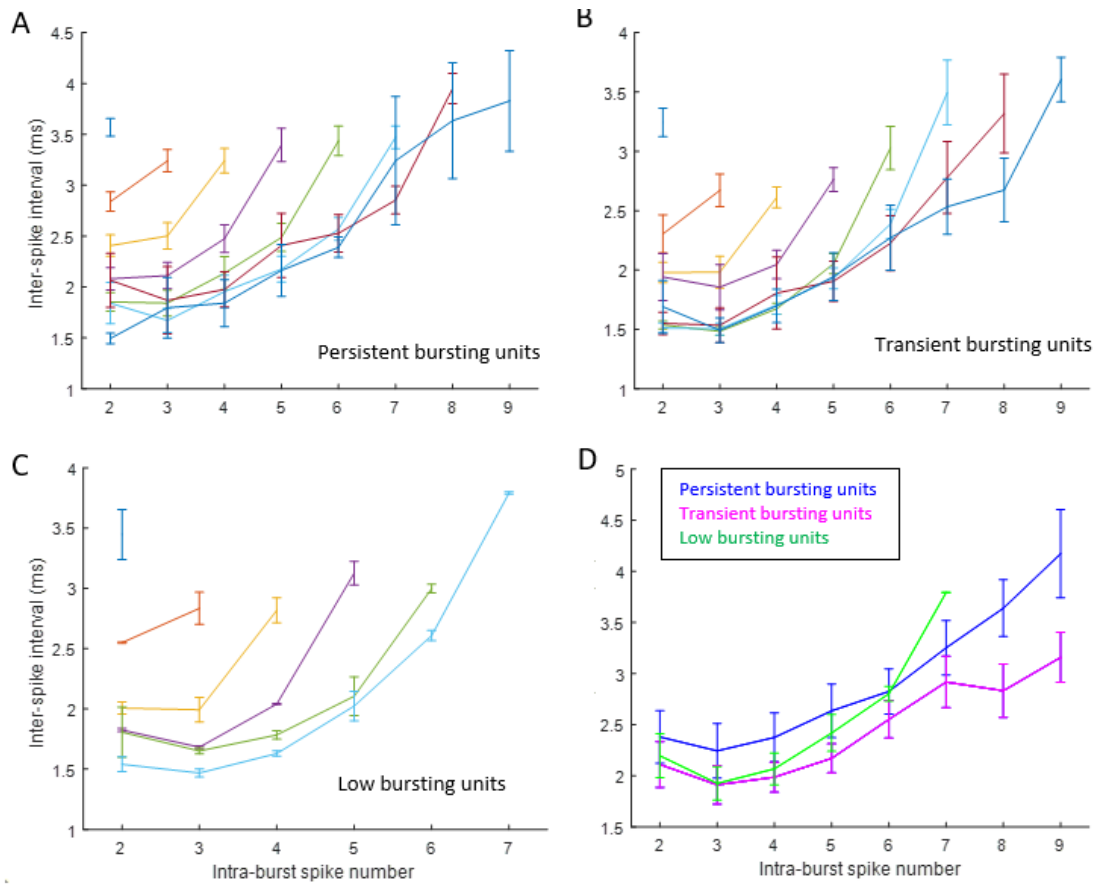 A
4.5
4
3.5
3
2.5
2
1.5
1
Inter-spike interval (ms)
2 3 4 5 6 7 8 9
Persistent bursting units
B
4
3.5
3
2.5
2
1.5
1
2 3 4 5 6 7 8 9
Transient bursting units
C
4
3.5
3
2.5
2
1.5
1
Inter-spike interval (ms)
2 3 4 5 6 7
Intra-burst spike number
Low bursting units
D
5
4.5
4
3.5
3
2.5
2
1.5
Persistent bursting units
Transient bursting units
Low bursting units
2 3 4 5 6 7 8 9
Intra-burst spike number